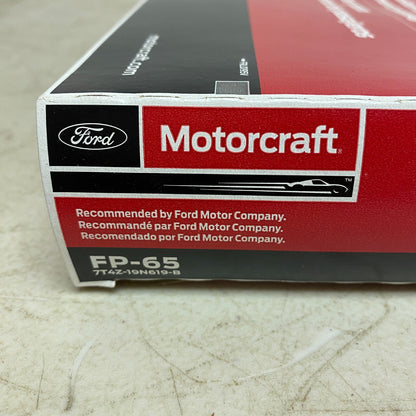 motorcraft.com
Ford
Motorcraft®
™
Recommended by Ford Motor Company.
Recommandé par Ford Motor Company.
Recomendado por Ford Motor Company.
FP-65
7T4Z-19N619-B